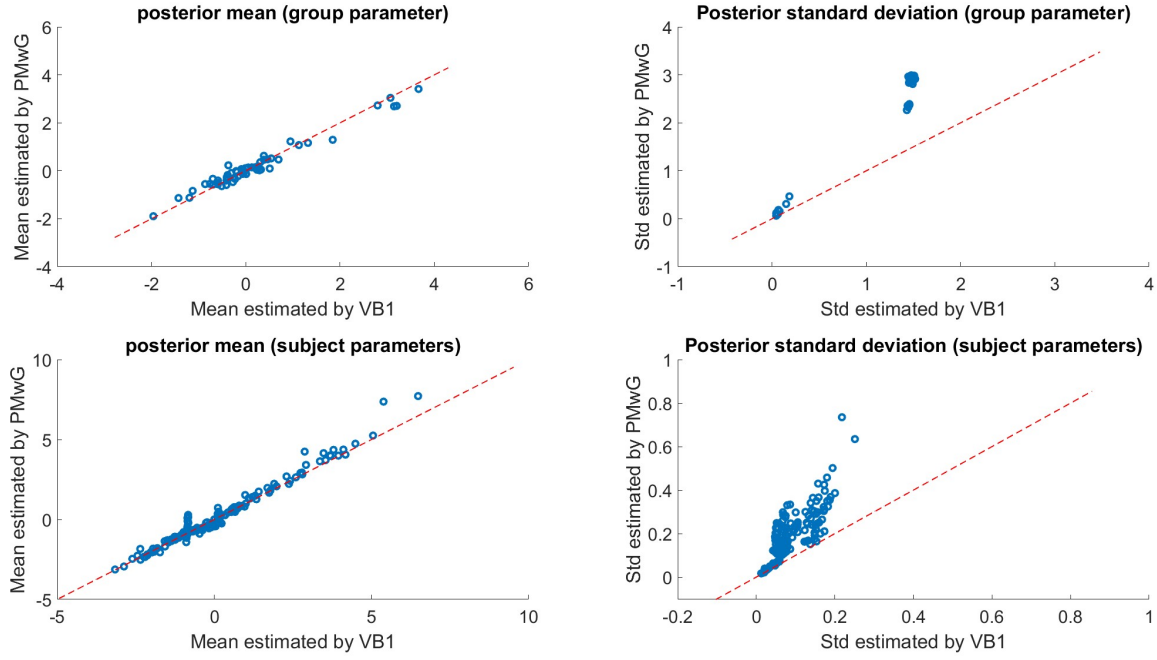 posterior mean (group parameter)
6
4
2
0
-2
-4
Mean estimated by PMwG
-4 -2 0 2 4 6
Mean estimated by VB1
Posterior standard deviation (group parameter)
4
3
2
1
0
-1
Std estimated by PMwG
-1 0 1 2 3 4
Std estimated by VB1
posterior mean (subject parameters)
10
5
0
-5
Mean estimated by PMwG
-5 0 5 10
Mean estimated by VB1
Posterior standard deviation (subject parameters)
1
0.8
0.6
0.4
0.2
0
Std estimated by PMwG
-0.2 0 0.2 0.4 0.6 0.8 1
Std estimated by VB1